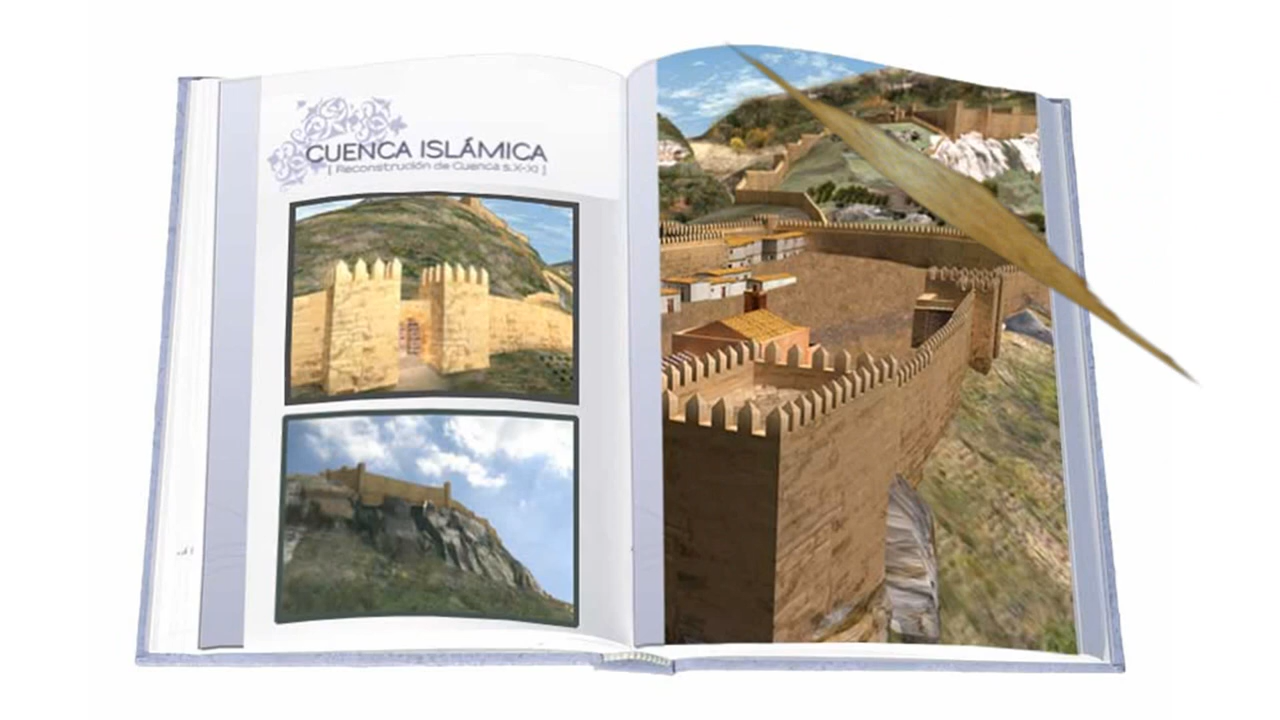 CUENCA ISLÁMICA
[ Reconstrución de Cuenca s.X-XI ]